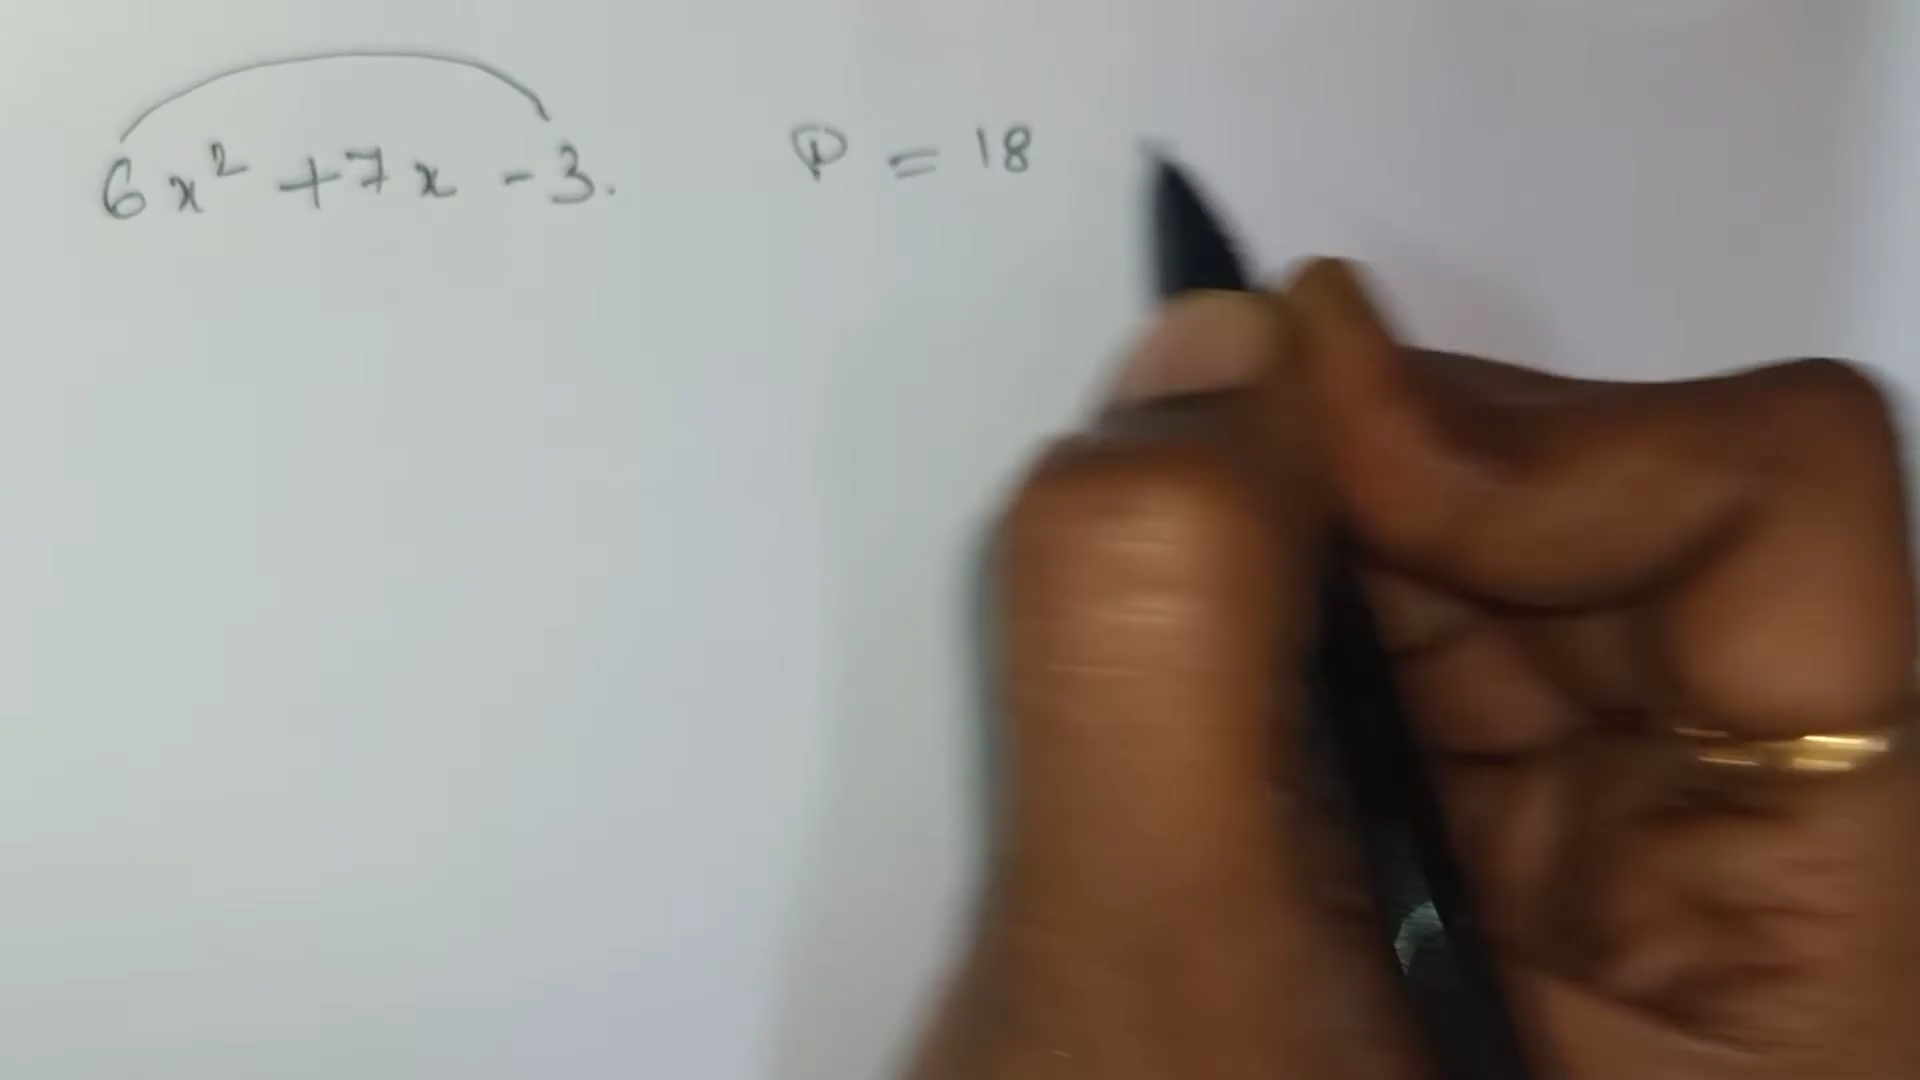 6x² + 7x - 3. P = 18